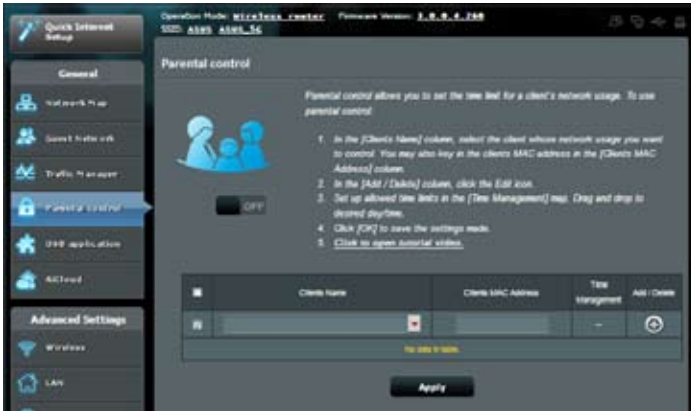 Quick Internet
Setup
Operation Mode: Wireless router Firmware Version: 3.0.0.4.260
SSID: ASUS ASUS_5G
General
Network Map
Guest Network
Traffic Manager
Parental control
USB application
AiCloud
Advanced Settings
Wireless
LAN
Parental control
Parental control allows you to set the time limit for a client's network usage. To use
parental control:
1. In the [Clients Name] column, select the client whose network usage you want
to control. You may also key in the clients MAC address in the [Clients MAC
Address] column.
2. In the [Add / Delete] column, click the Edit icon.
3. Set up allowed time limits in the [Time Management] map. Drag and drop to
desired day/time.
4. Click [OK] to save the settings made.
5. Click to open tutorial video.
OFF
Clients Name
Clients MAC Address
Time
Management
Add / Delete
--
No data in table.
Apply